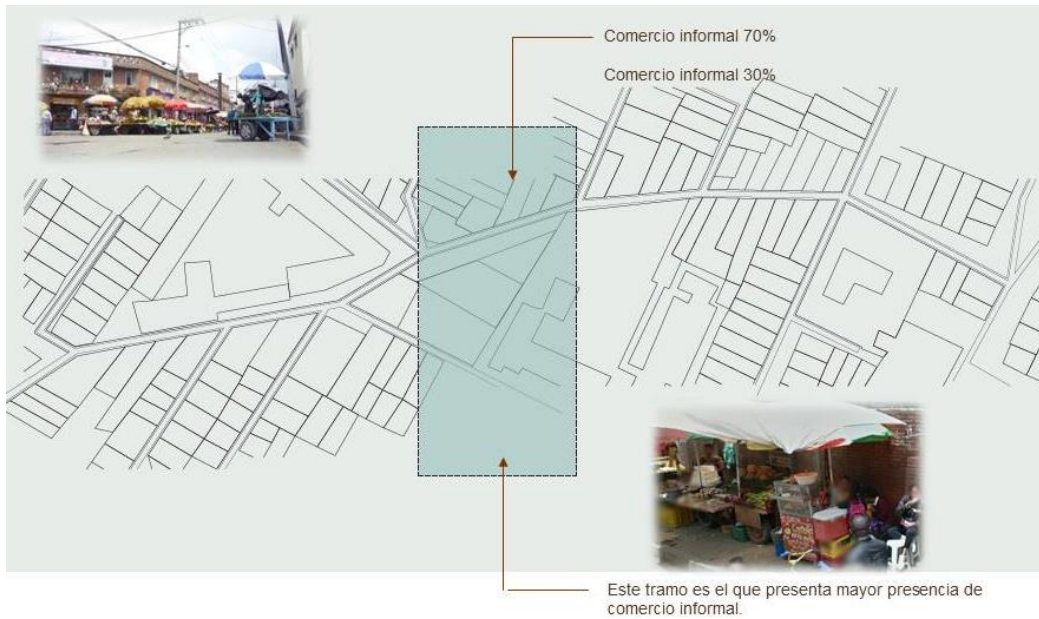 Comercio informal 70%
Comercio informal 30%
Este tramo es el que presenta mayor presencia de
comercio informal.